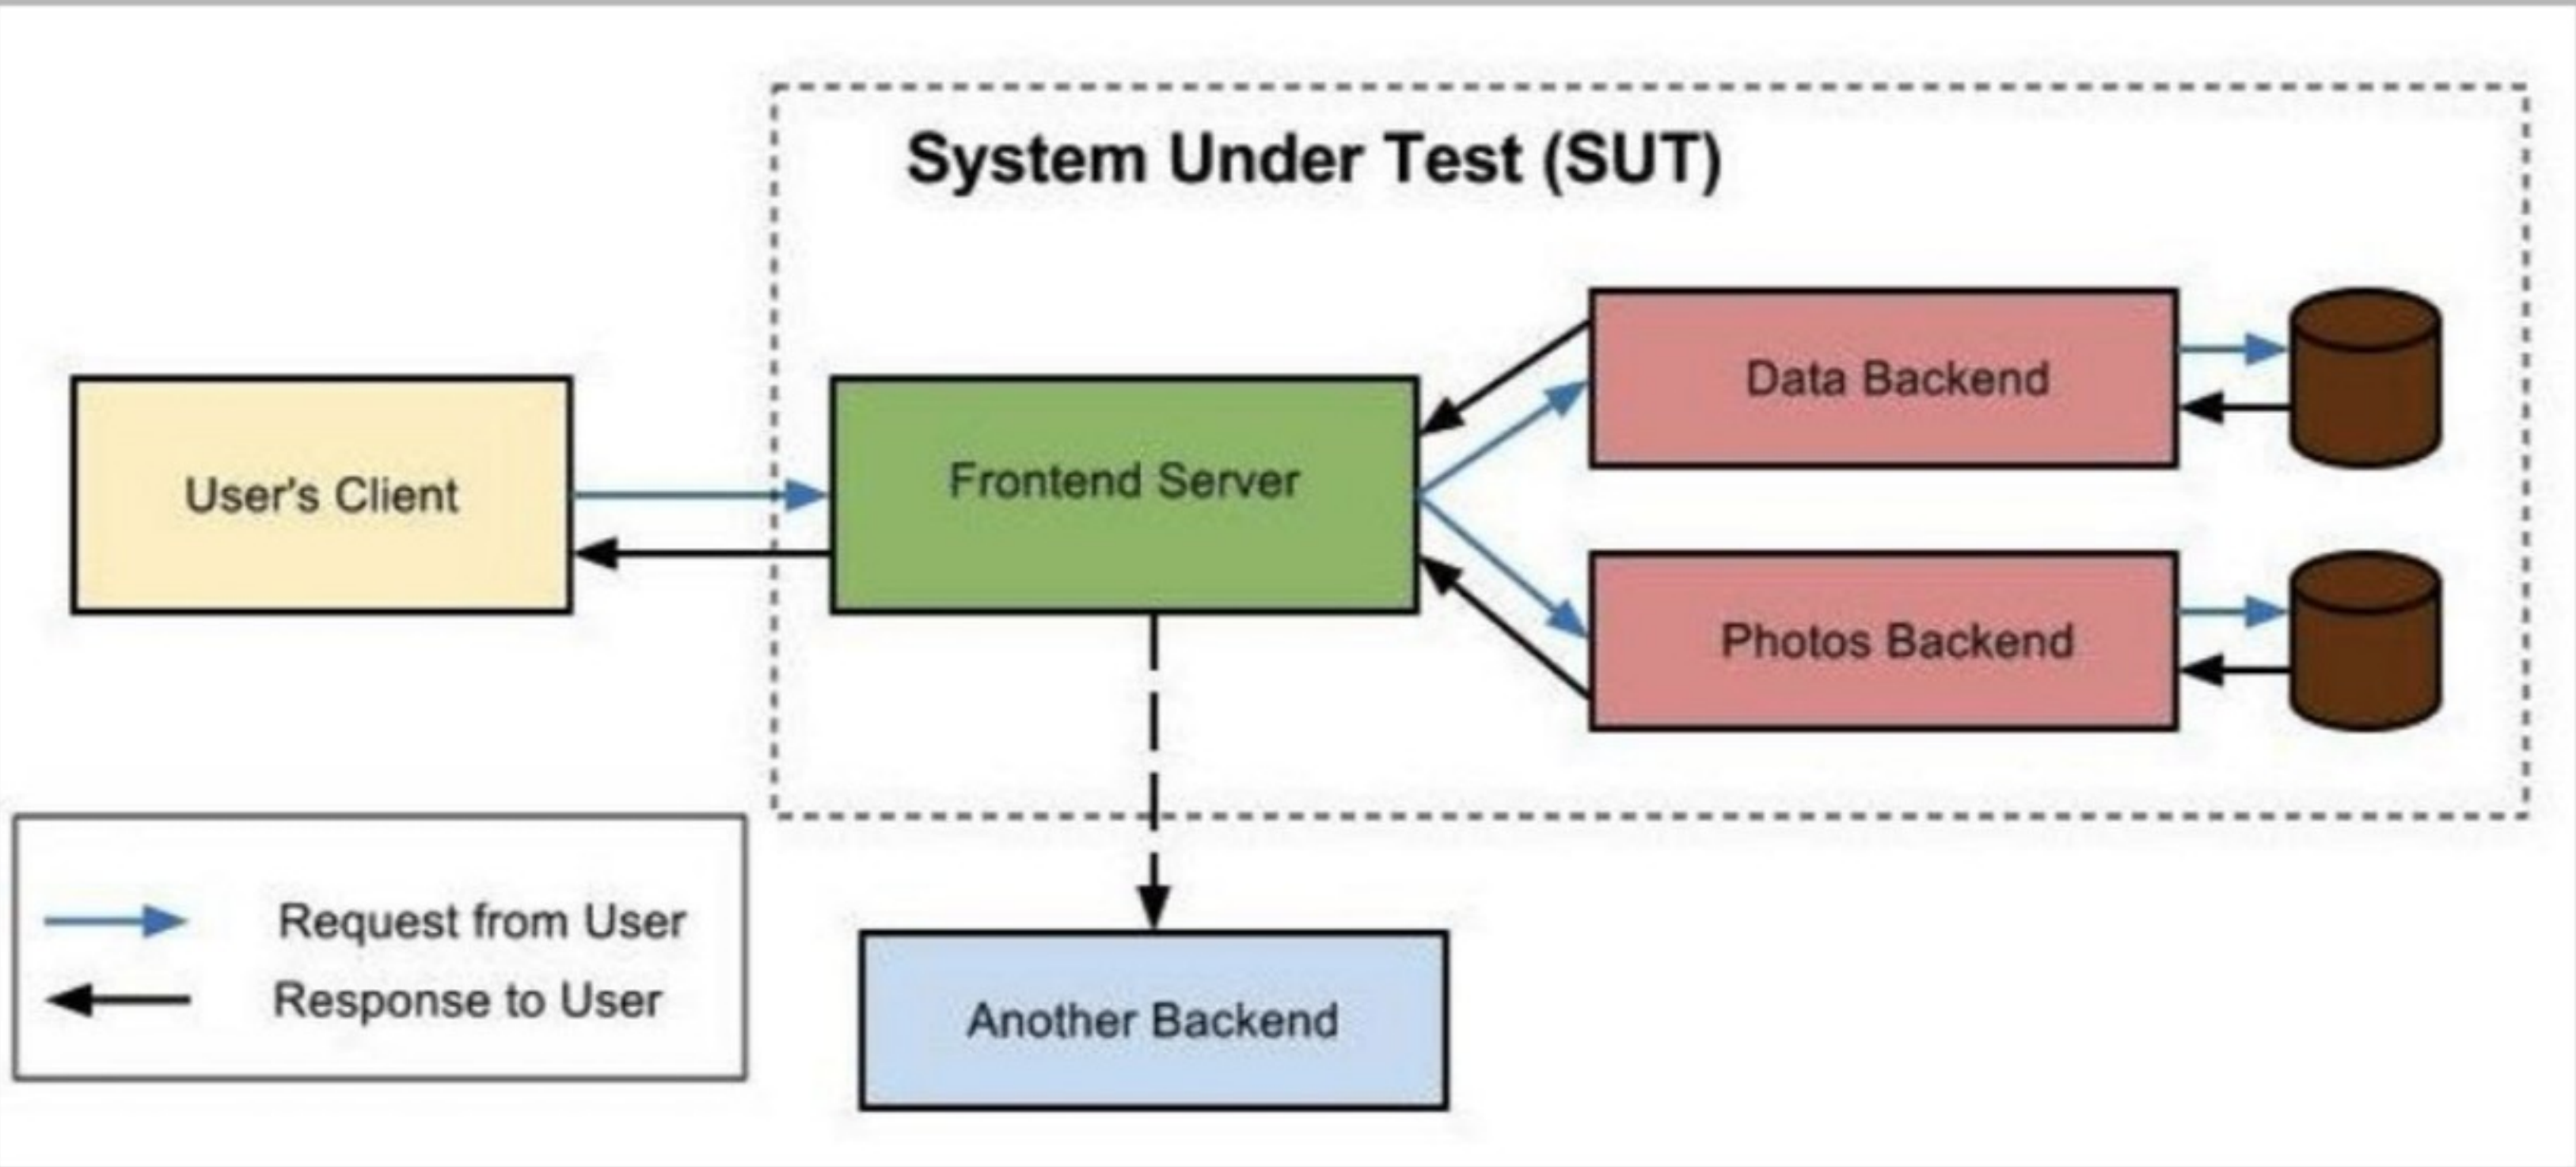 System Under Test (SUT)
Data Backend
User's Client
Frontend Server
Photos Backend
Request from User
Response to User
Another Backend